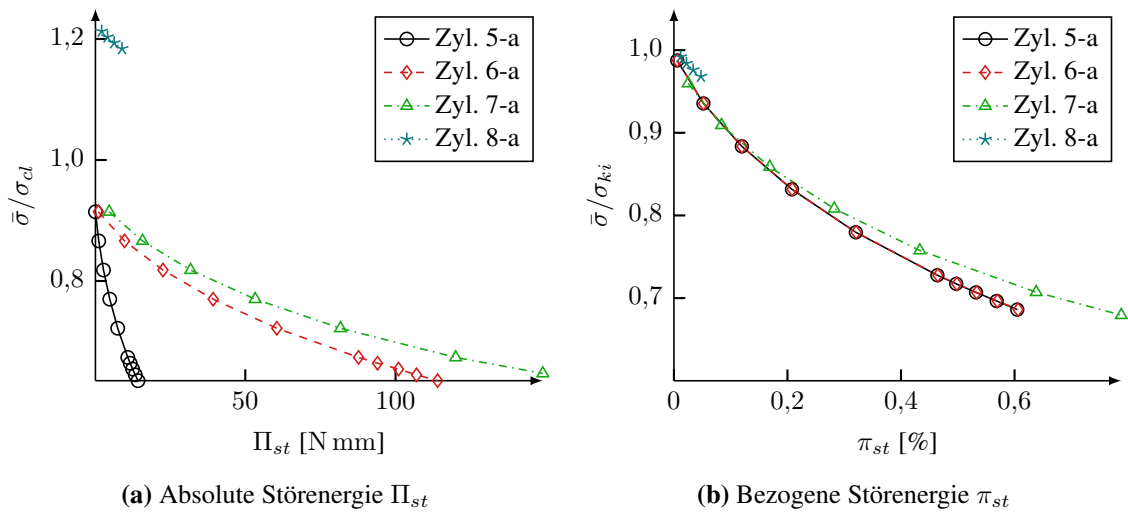 1,2
1,0
0,8
σ̄/σ_cl
50
100
Π_st [N mm]
Zyl. 5-a
Zyl. 6-a
Zyl. 7-a
Zyl. 8-a
(a) Absolute Störenergie Π_st
1,0
0,9
0,8
0,7
σ̄/σ_ki
0
0,2
0,4
0,6
π_st [%]
Zyl. 5-a
Zyl. 6-a
Zyl. 7-a
Zyl. 8-a
(b) Bezogene Störenergie π_st